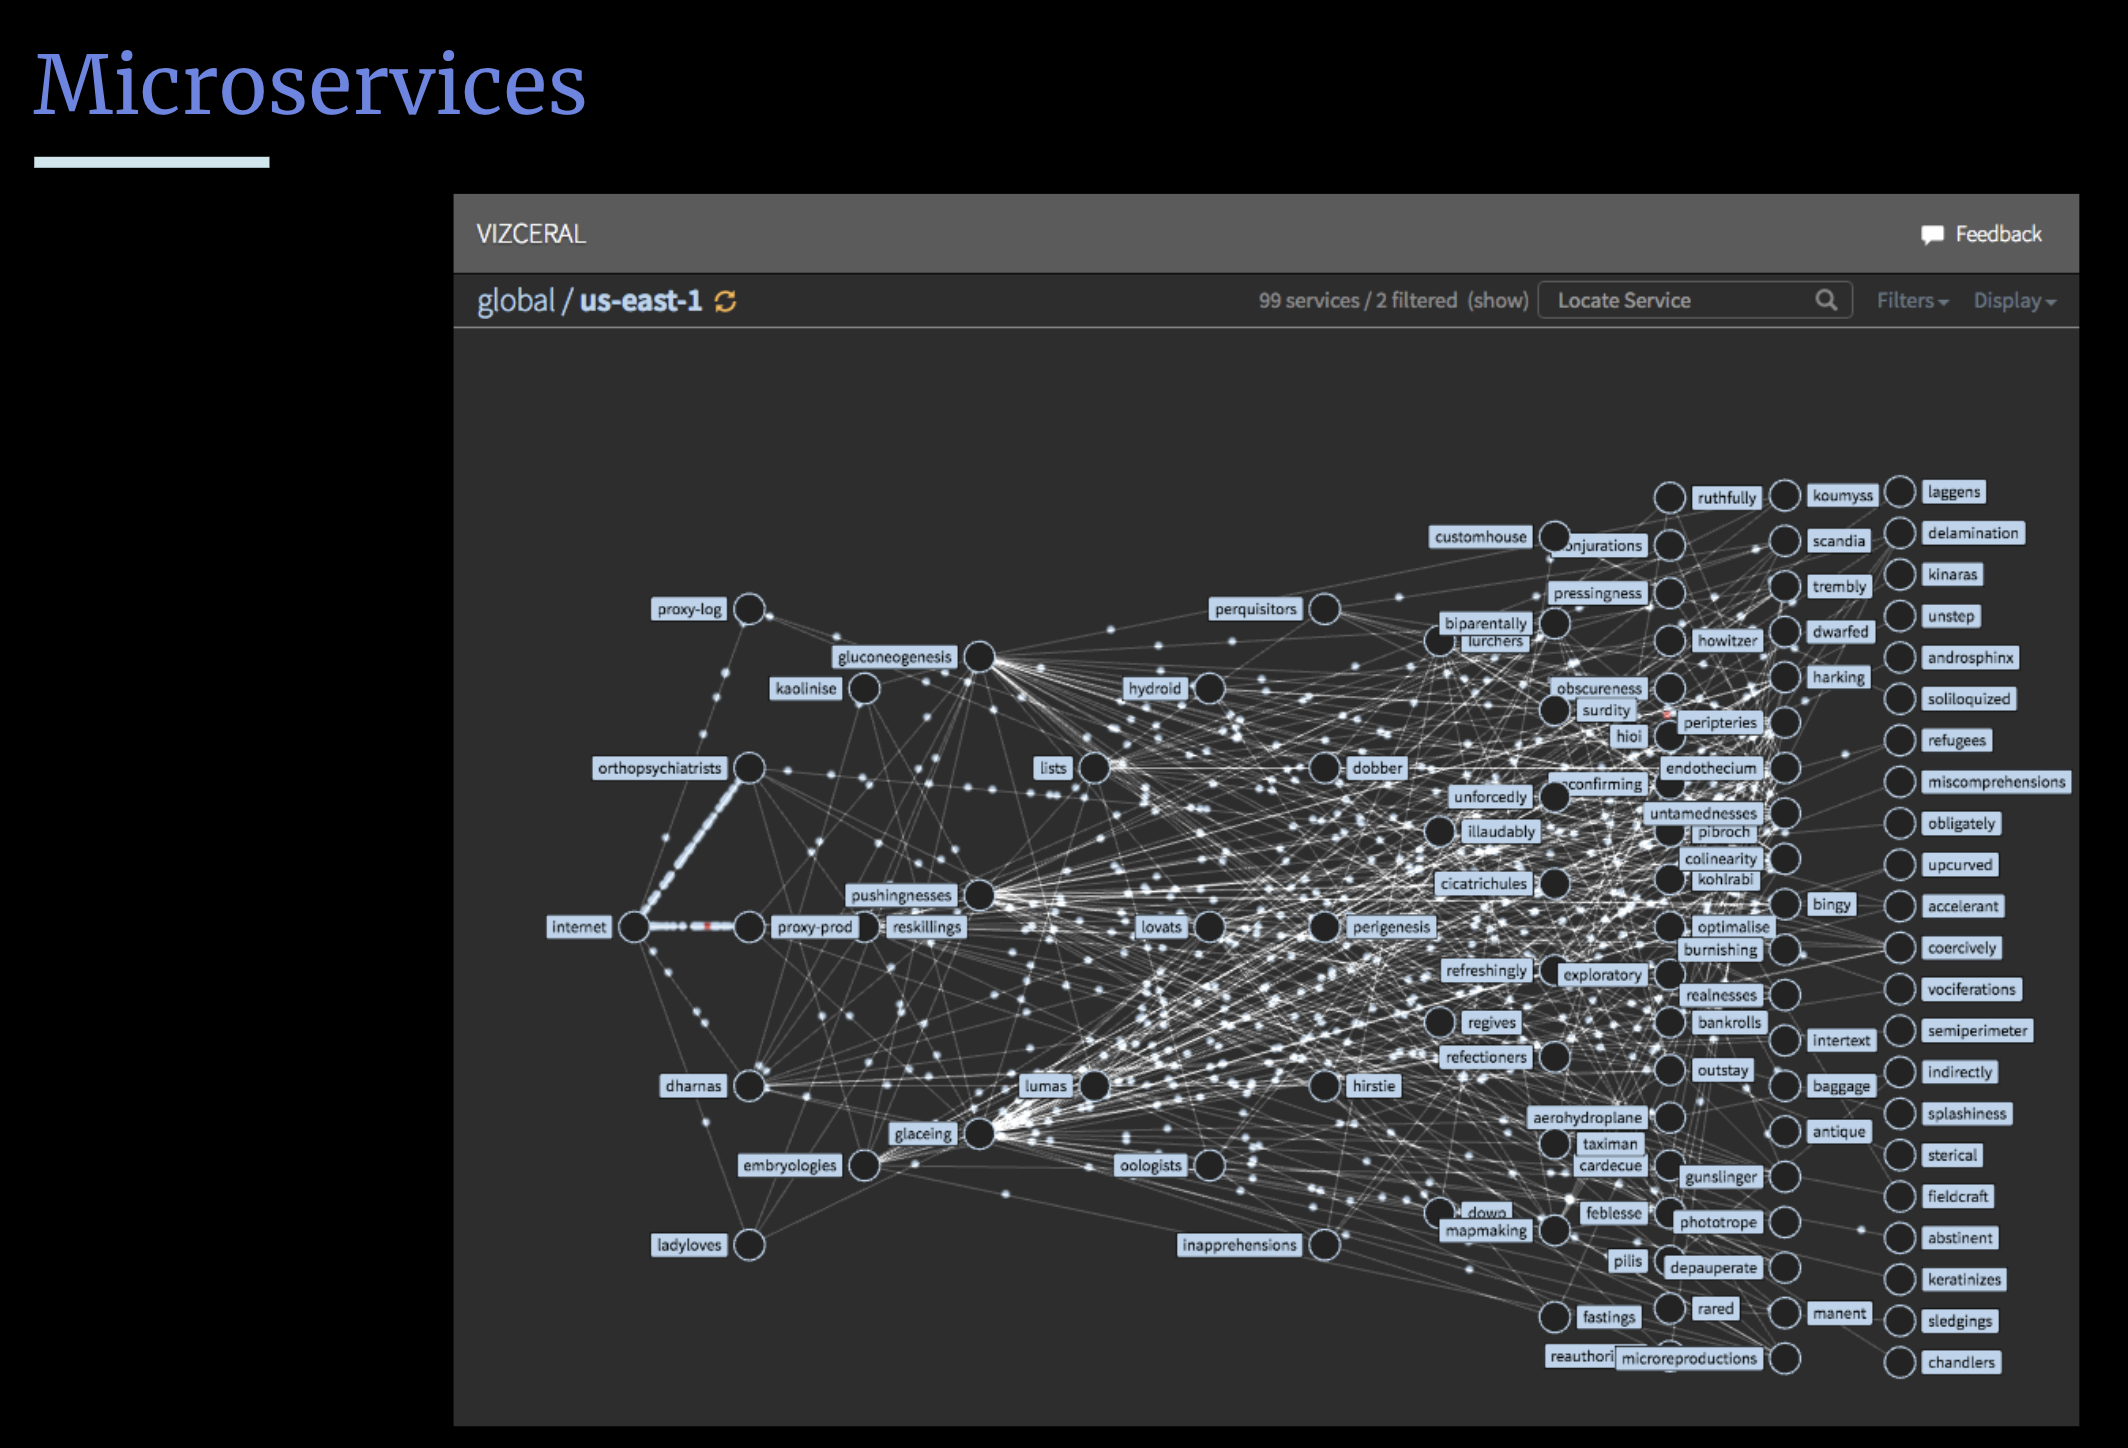 Microservices
VIZCERAL
Feedback
global / us-east-1
99 services / 2 filtered (show)
Locate Service
Filters
Display
laggens
koumyss
ruthfully
delamination
customhouse
scandia
onjurations
kinaras
trembly
pressingness
proxy-log
perquisitors
unstep
biparentally
dwarfed
lurchers
howitzer
gluconeogenesis
androsphinx
harking
kaolinise
hydroid
obscureness
soliloquized
surdity
peripteries
hioi
refugees
orthopsychiatrists
lists
dobber
endothecium
confirming
miscomprehensions
unforcedly
untamednesses
obligately
illaudably
pibroch
colinearity
upcurved
kohlrabi
cicatrichules
pushingnesses
bingy
accelerant
internet
proxy-prod
reskillings
lovats
perigenesis
optimalise
coercively
burnishing
refreshingly
exploratory
vociferations
realnesses
regives
bankrolls
semiperimeter
intertext
refectioners
outstay
indirectly
dharnas
lumas
hirstie
baggage
splashiness
aerohydroplane
glaceing
antique
taximan
sterical
embryologies
oologists
cardecue
gunslinger
fieldcraft
down
feblesse
phototrope
mapmaking
abstinent
ladyloves
inapprehensions
pilis
depauperate
keratinizes
rared
manent
fastings
sledgings
reauthori
microreproductions
chandlers